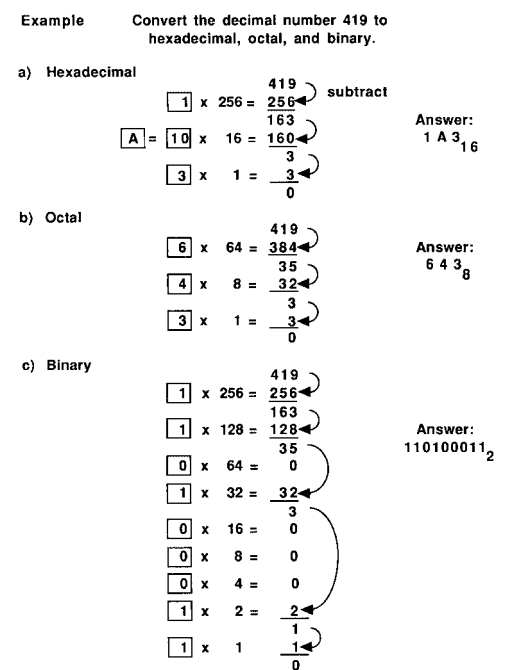 Example Convert the decimal number 419 to
hexadecimal, octal, and binary.
a) Hexadecimal
419
1 x 256 = 256 subtract
163
A = 10 x 16 = 160
3
3 x 1 = 3
0
Answer:
1 A 3 16
b) Octal
419
6 x 64 = 384
35
4 x 8 = 32
3
3 x 1 = 3
0
Answer:
6 4 3 8
c) Binary
419
1 x 256 = 256
163
1 x 128 = 128
35
0 x 64 = 0
1 x 32 = 32
3
0 x 16 = 0
0 x 8 = 0
0 x 4 = 0
1 x 2 = 2
1
1 x 1 1
0
Answer:
110100011 2